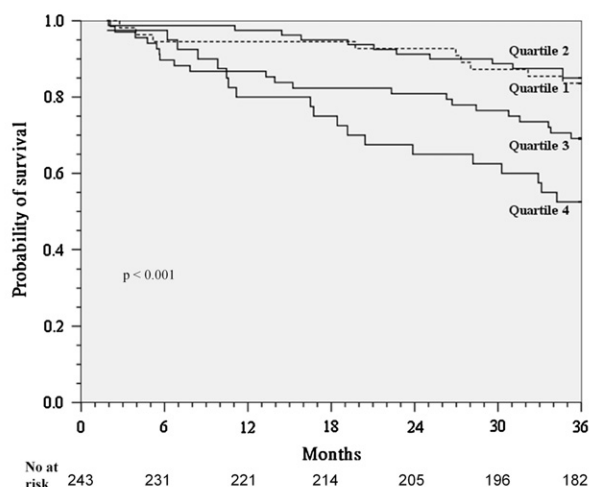 Probability of survival
1.0
0.8
0.6
0.4
0.2
0.0
Quartile 2
Quartile 1
Quartile 3
Quartile 4
p < 0.001
0 6 12 18 24 30 36
Months
No at
risk 243 231 221 214 205 196 182